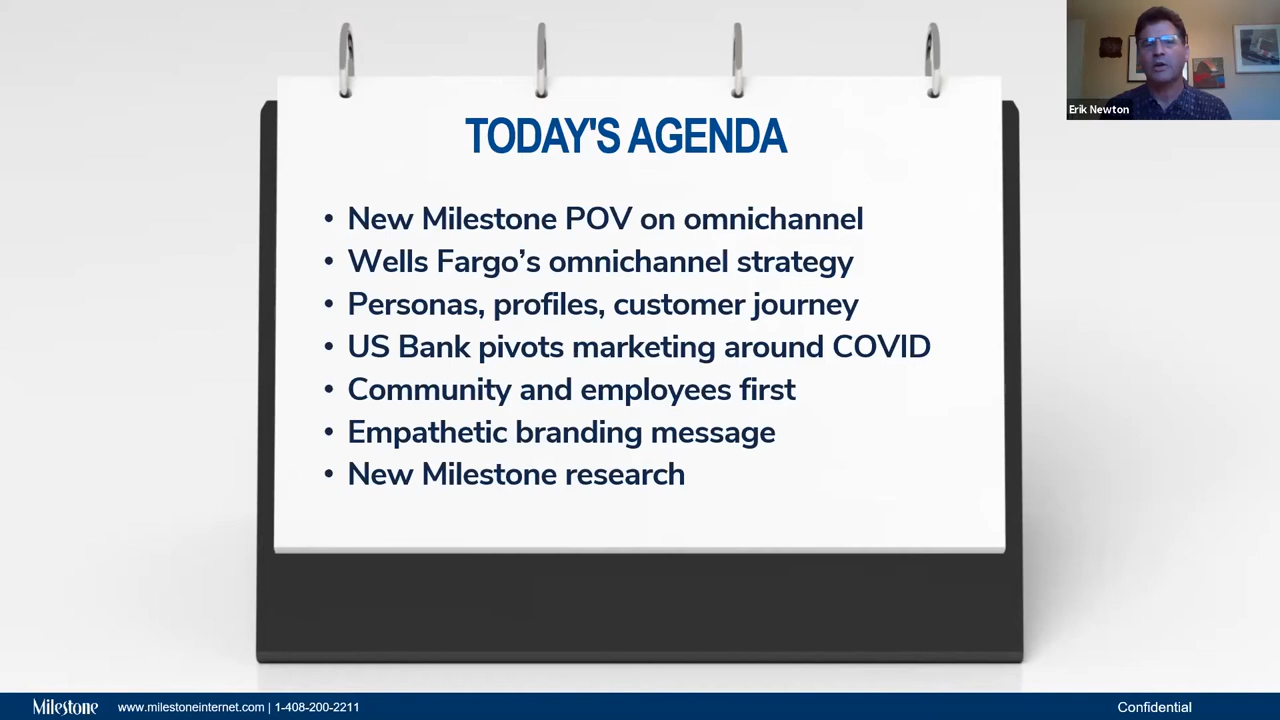 TODAY'S AGENDA
• New Milestone POV on omnichannel
• Wells Fargo’s omnichannel strategy
• Personas, profiles, customer journey
• US Bank pivots marketing around COVID
• Community and employees first
• Empathetic branding message
• New Milestone research
Erik Newton
Milestone www.milestoneinternet.com | 1-408-200-2211 Confidential